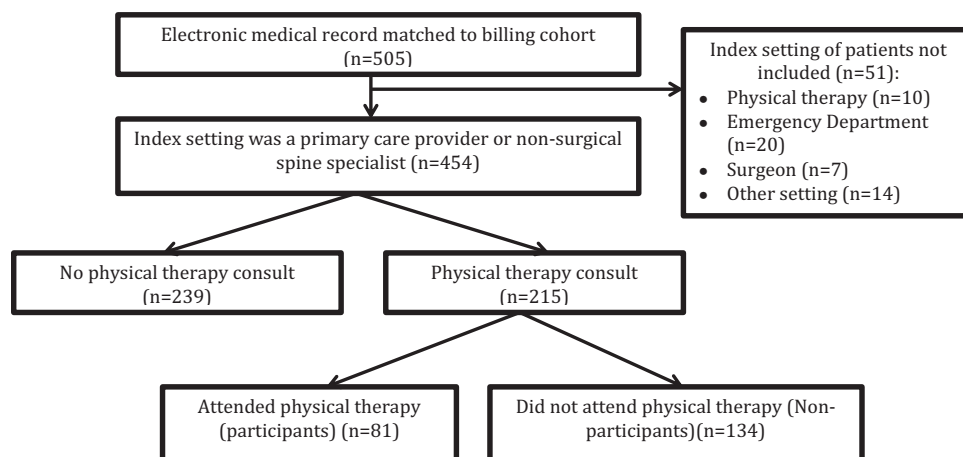 Electronic medical record matched to billing cohort
(n=505)
Index setting of patients not
included (n=51):
• Physical therapy (n=10)
• Emergency Department
(n=20)
• Surgeon (n=7)
• Other setting (n=14)
Index setting was a primary care provider or non-surgical
spine specialist (n=454)
No physical therapy consult
(n=239)
Physical therapy consult
(n=215)
Attended physical therapy
(participants) (n=81)
Did not attend physical therapy (Non-
participants)(n=134)